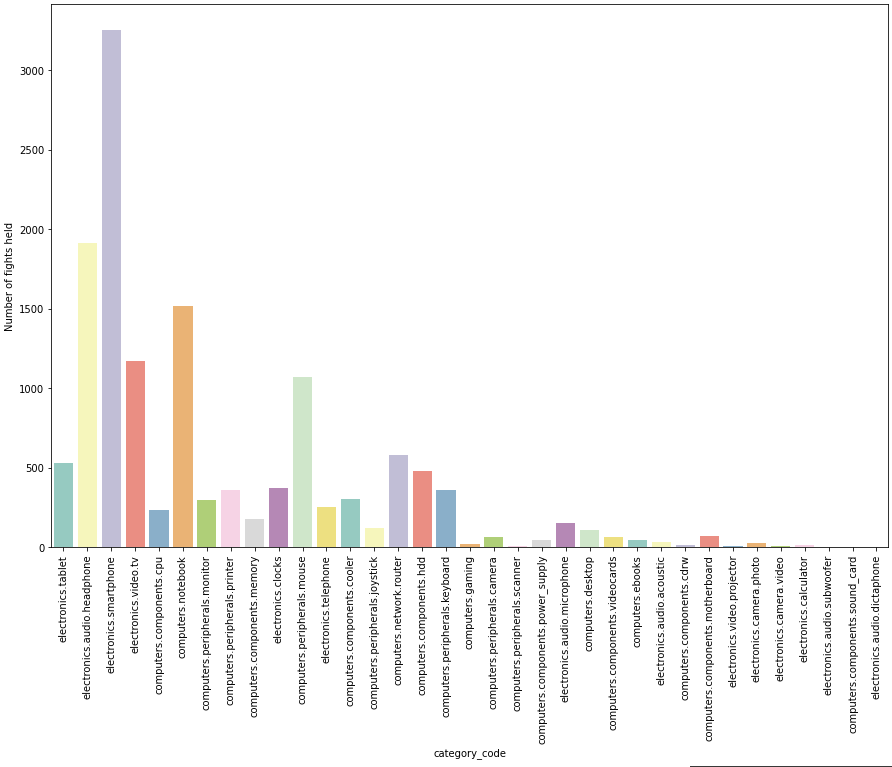 Number of fights held
3000
2500
2000
1500
1000
500
0
electronics.tablet
electronics.audio.headphone
electronics.smartphone
electronics.video.tv
computers.components.cpu
computers.notebook
computers.peripherals.monitor
computers.peripherals.printer
computers.components.memory
electronics.clocks
computers.peripherals.mouse
electronics.telephone
computers.components.cooler
computers.peripherals.joystick
computers.network.router
computers.components.hdd
computers.peripherals.keyboard
computers.gaming
computers.peripherals.camera
computers.peripherals.scanner
computers.components.power_supply
electronics.audio.microphone
computers.desktop
computers.components.videocards
computers.ebooks
electronics.audio.acoustic
computers.components.cdrw
computers.components.motherboard
electronics.video.projector
electronics.camera.photo
electronics.camera.video
electronics.calculator
electronics.audio.subwoofer
computers.components.sound_card
electronics.audio.dictaphone
category_code